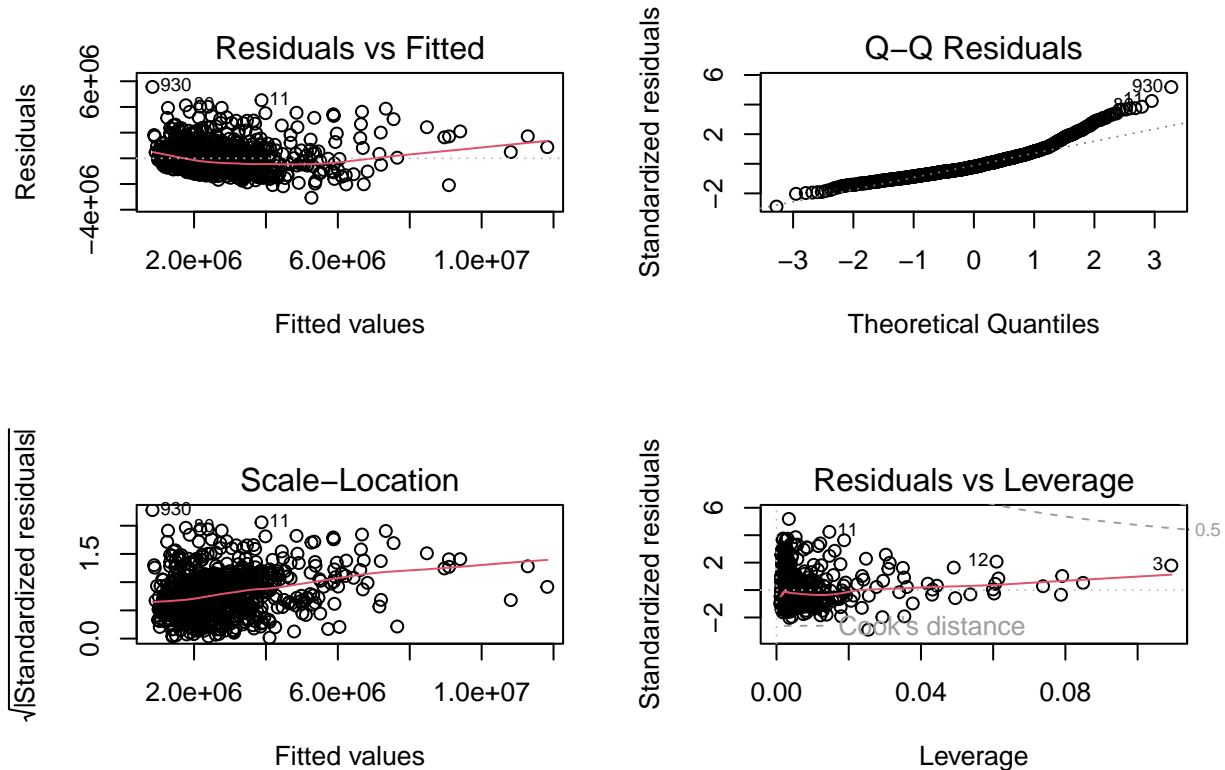 Residuals vs Fitted
Residuals
−4e+06
6e+06
930
11
2.0e+06 6.0e+06 1.0e+07
Fitted values
Q−Q Residuals
Standardized residuals
−2 2 6
930
−3 −2 −1 0 1 2 3
Theoretical Quantiles
Scale−Location
√|Standardized residuals|
0.0 1.5
930
11
2.0e+06 6.0e+06 1.0e+07
Fitted values
Residuals vs Leverage
Standardized residuals
−2 2 6
11
12
3
0.5
Cook's distance
0.00 0.04 0.08
Leverage